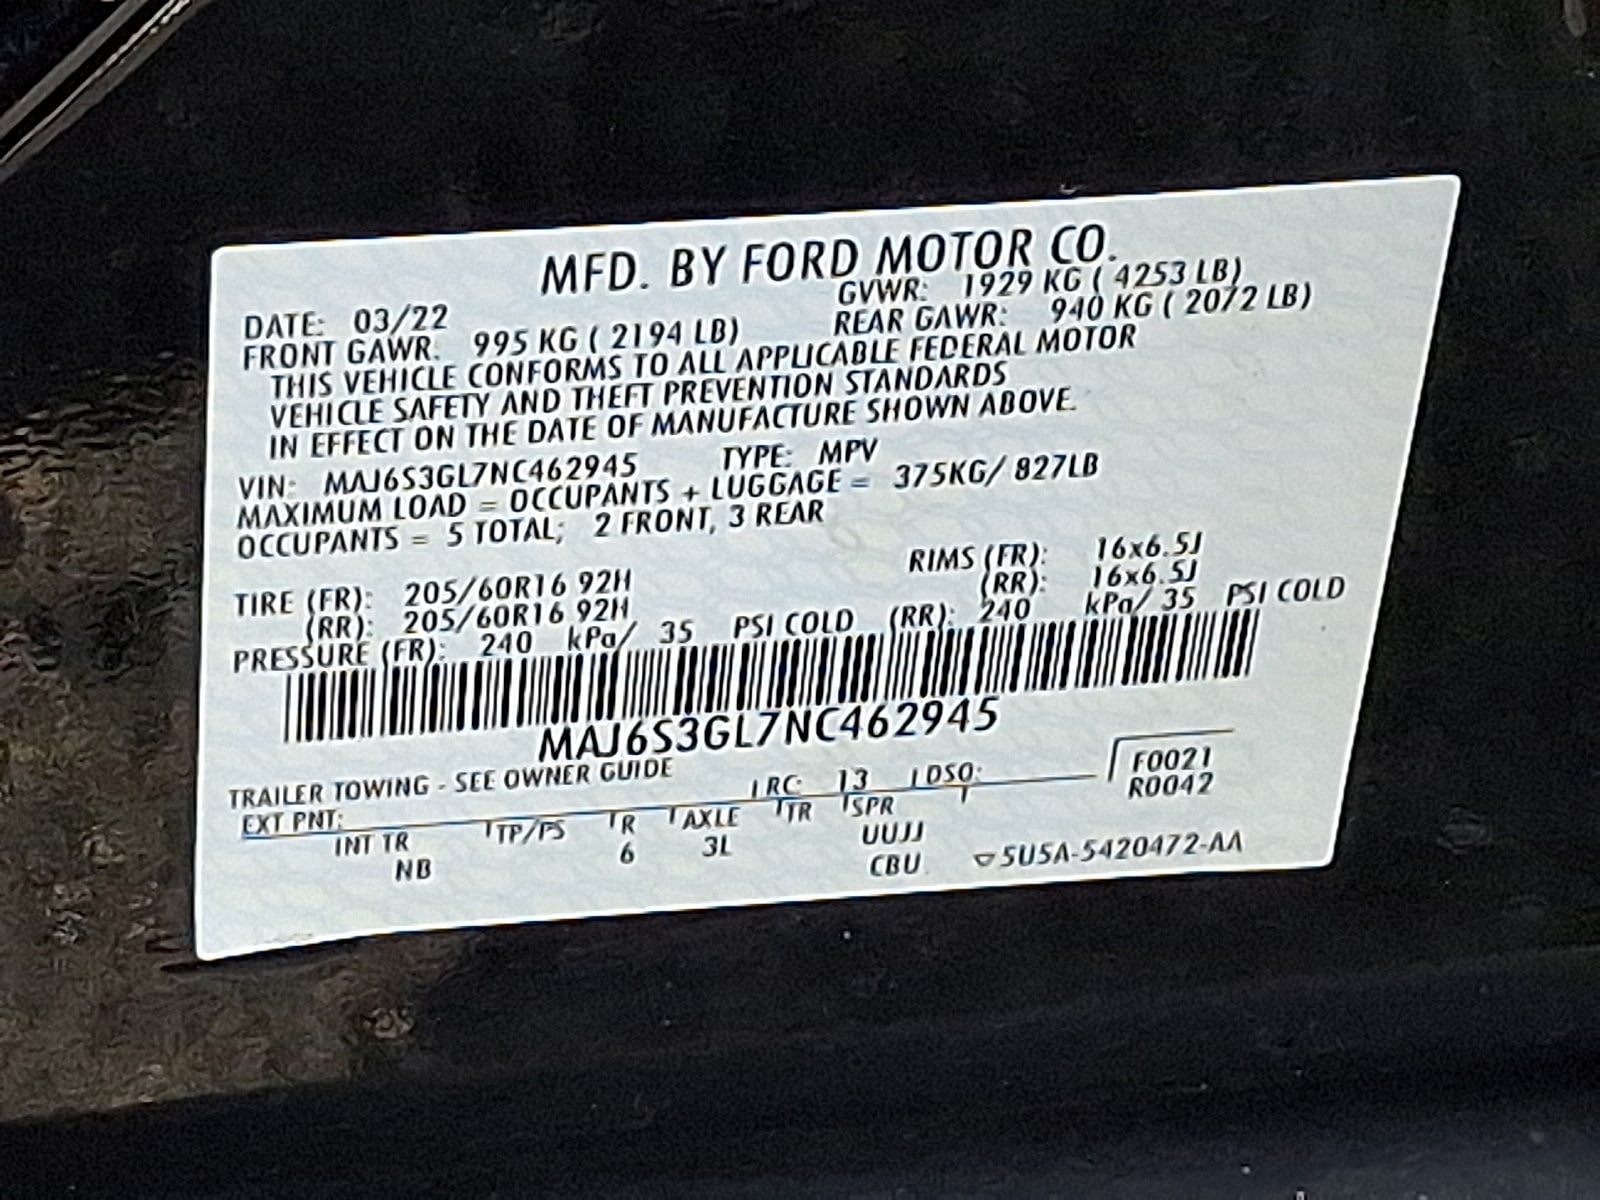 MFD. BY FORD MOTOR CO.
DATE: 03/22 GVWR: 1929 KG ( 4253 LB)
FRONT GAWR: 995 KG ( 2194 LB) REAR GAWR: 940 KG ( 2072 LB)
THIS VEHICLE CONFORMS TO ALL APPLICABLE FEDERAL MOTOR
VEHICLE SAFETY AND THEFT PREVENTION STANDARDS
IN EFFECT ON THE DATE OF MANUFACTURE SHOWN ABOVE.
VIN: MAJ6S3GL7NC462945 TYPE: MPV
MAXIMUM LOAD = OCCUPANTS + LUGGAGE = 375KG/ 827LB
OCCUPANTS = 5 TOTAL; 2 FRONT, 3 REAR
TIRE (FR): 205/60R16 92H RIMS (FR): 16x6.5J
(RR): 205/60R16 92H (RR): 16x6.5J
PRESSURE (FR): 240 kPa/ 35 PSI COLD (RR): 240 kPa/ 35 PSI COLD
MAJ6S3GL7NC462945
TRAILER TOWING - SEE OWNER GUIDE
EXT PNT: RC: 13 DSO: F0021
R0042
INT TR TP/PS R AXLE TR SPR
NB 6 3L UUJJ
CBU 5U5A-5420472-AA